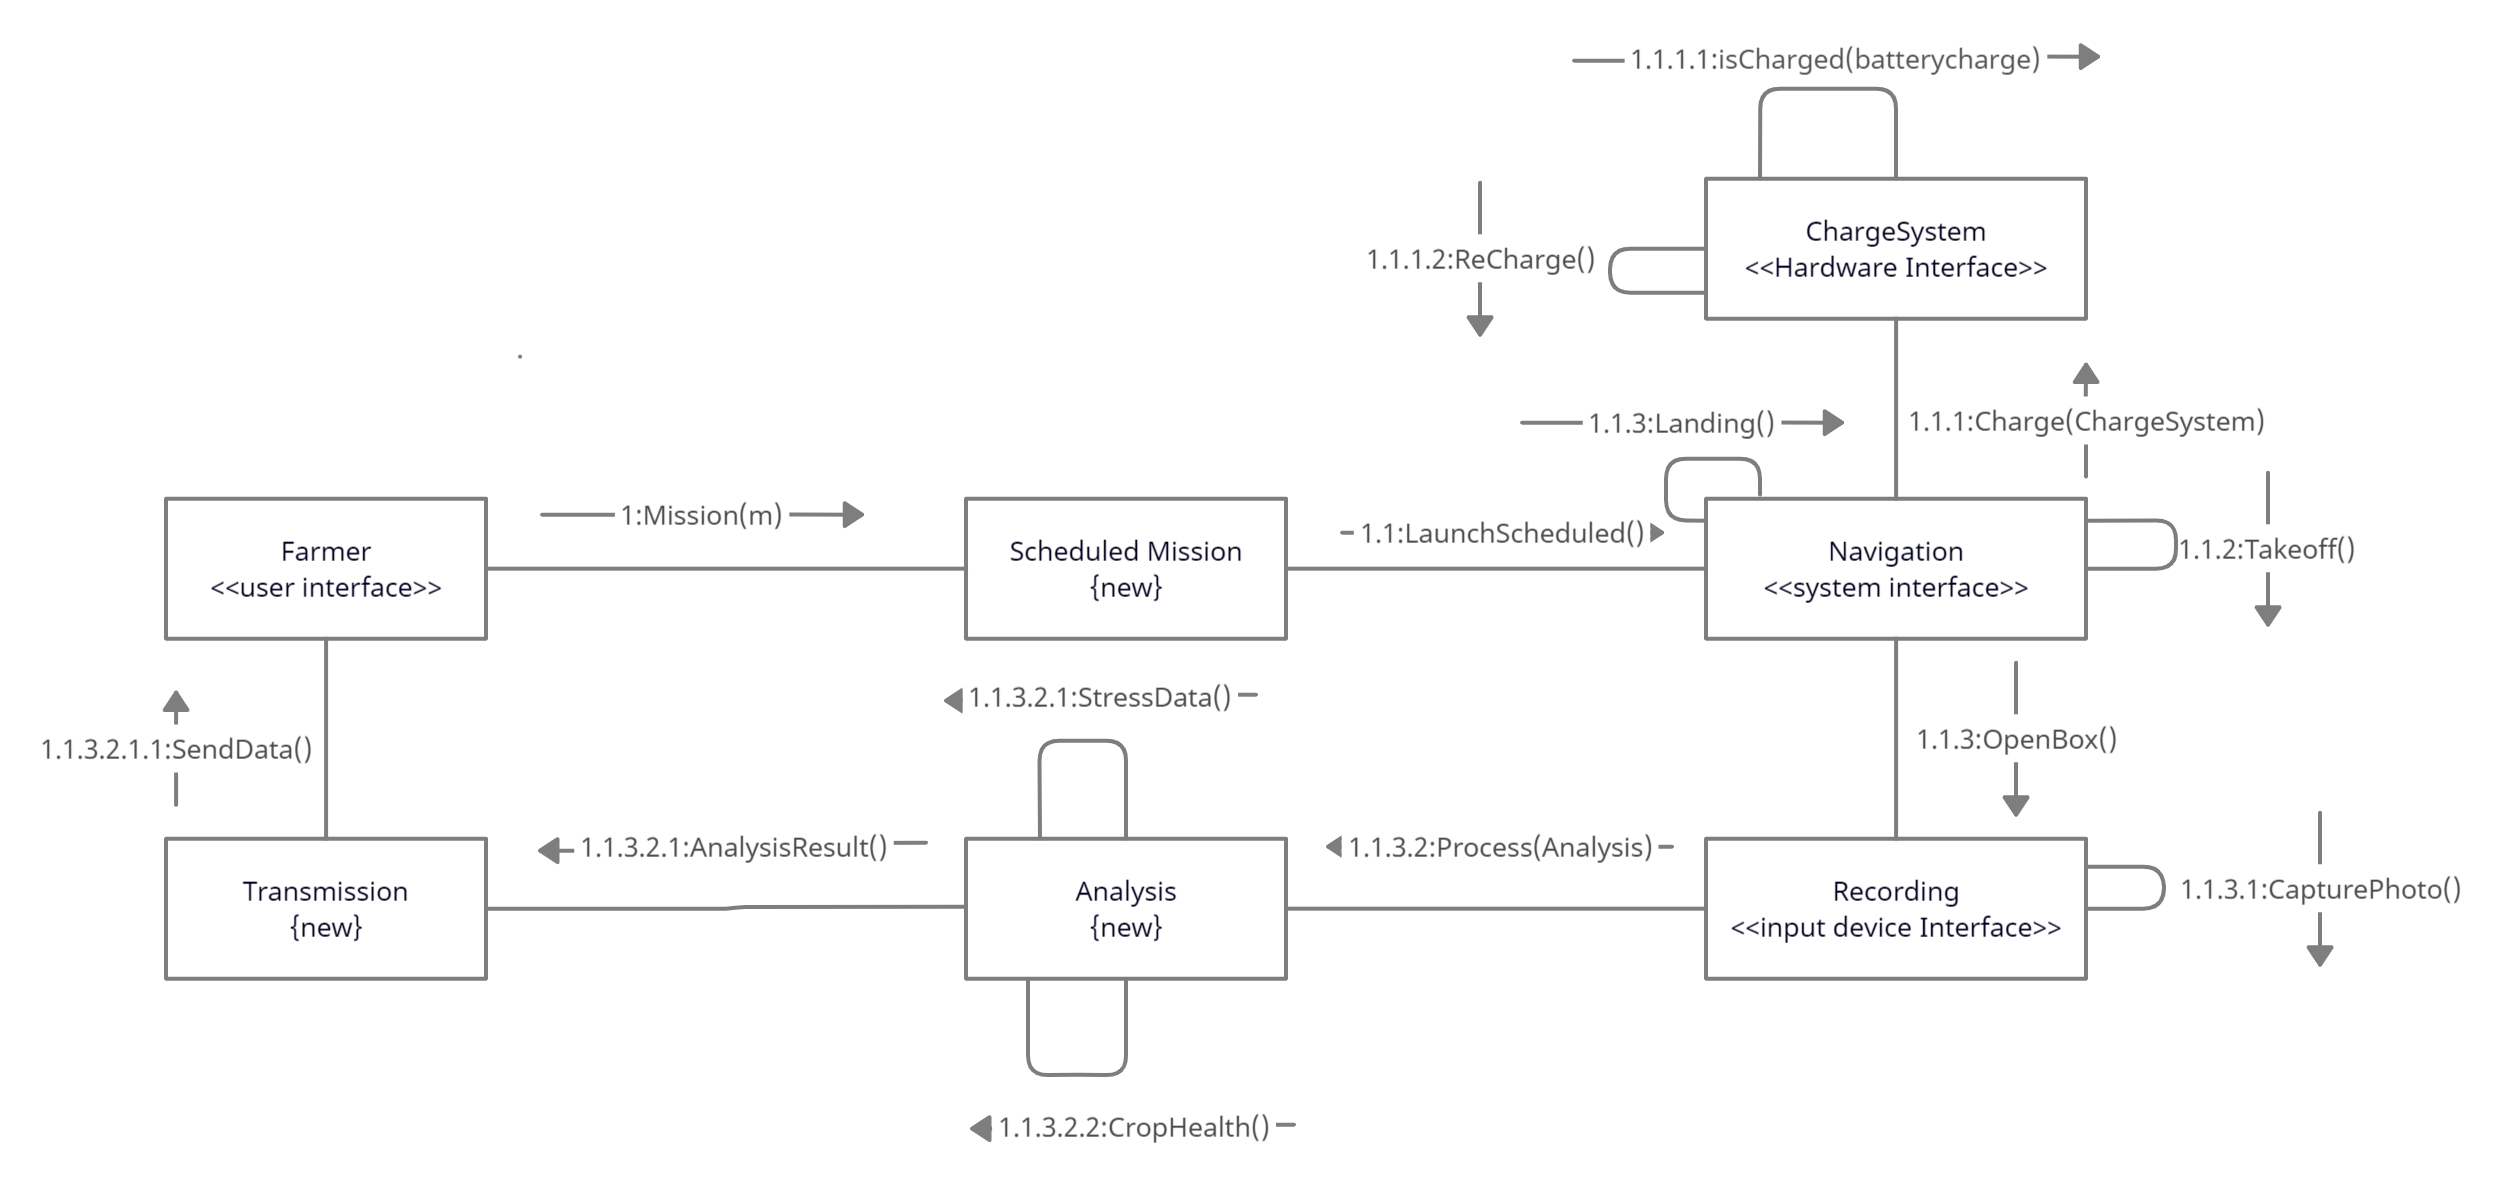 1.1.1.1:isCharged(batterycharge)
ChargeSystem
<<Hardware Interface>>
1.1.1.2:ReCharge()
1.1.3:Landing()
1.1.1:Charge(ChargeSystem)
1:Mission(m)
1.1:LaunchScheduled()
Farmer
<<user interface>>
Scheduled Mission
{new}
Navigation
<<system interface>>
1.1.2:Takeoff()
1.1.3.2.1:StressData()
1.1.3.2.1.1:SendData()
1.1.3:OpenBox()
1.1.3.2.1:AnalysisResult()
1.1.3.2:Process(Analysis)
Transmission
{new}
Analysis
{new}
Recording
<<input device Interface>>
1.1.3.1:CapturePhoto()
1.1.3.2.2:CropHealth()